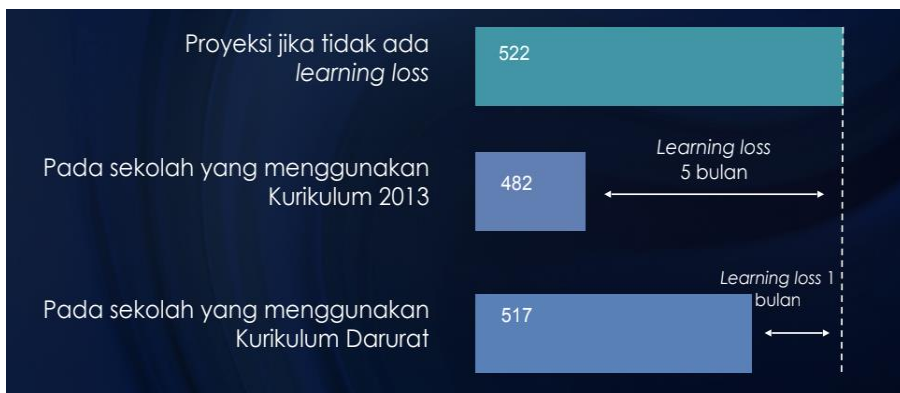 Proyeksi jika tidak ada
learning loss
522
Pada sekolah yang menggunakan
Kurikulum 2013
482
Learning loss
5 bulan
Pada sekolah yang menggunakan
Kurikulum Darurat
517
Learning loss 1
bulan